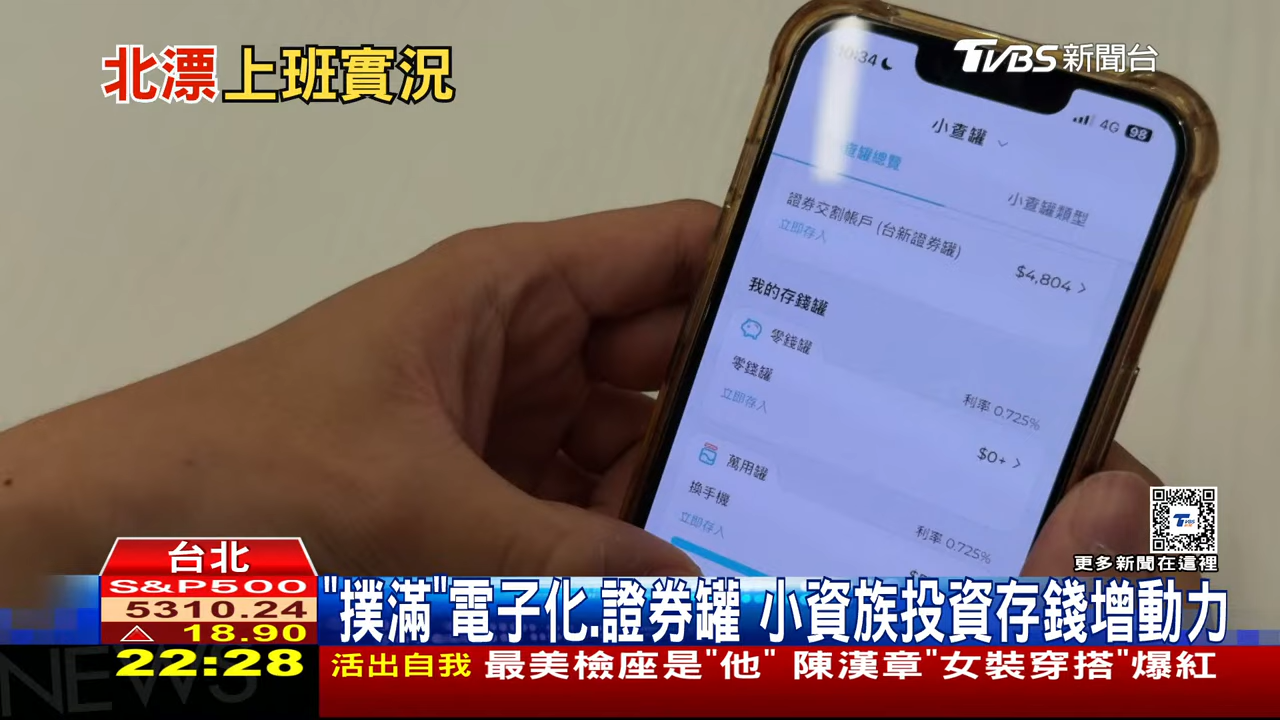 北漂上班實況
TVBS新聞台
10:34
4G 98
小查罐
查罐總覽
小查罐類型
證券交割帳戶 (台新證券罐)
立即存入
$4,804
我的存錢罐
零錢罐
零錢罐
利率 0.725%
立即存入
$0+
萬用罐
換手機
利率 0.725%
立即存入
TVBS
更多新聞在這裡
台北
S&P500
5310.24
18.90
22:28
"撲滿"電子化.證券罐 小資族投資存錢增動力
活出自我 最美檢座是"他" 陳漢章"女裝穿搭"爆紅
NEWS